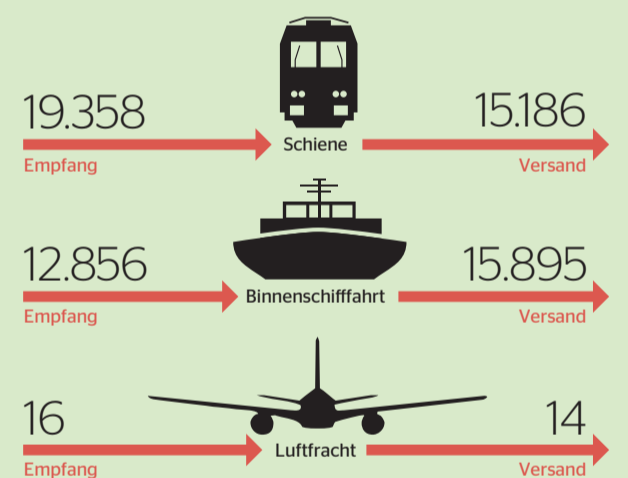 19.358 15.186
Schiene
Empfang Versand
12.856 15.895
Binnenschifffahrt
Empfang Versand
16 14
Luftfracht
Empfang Versand